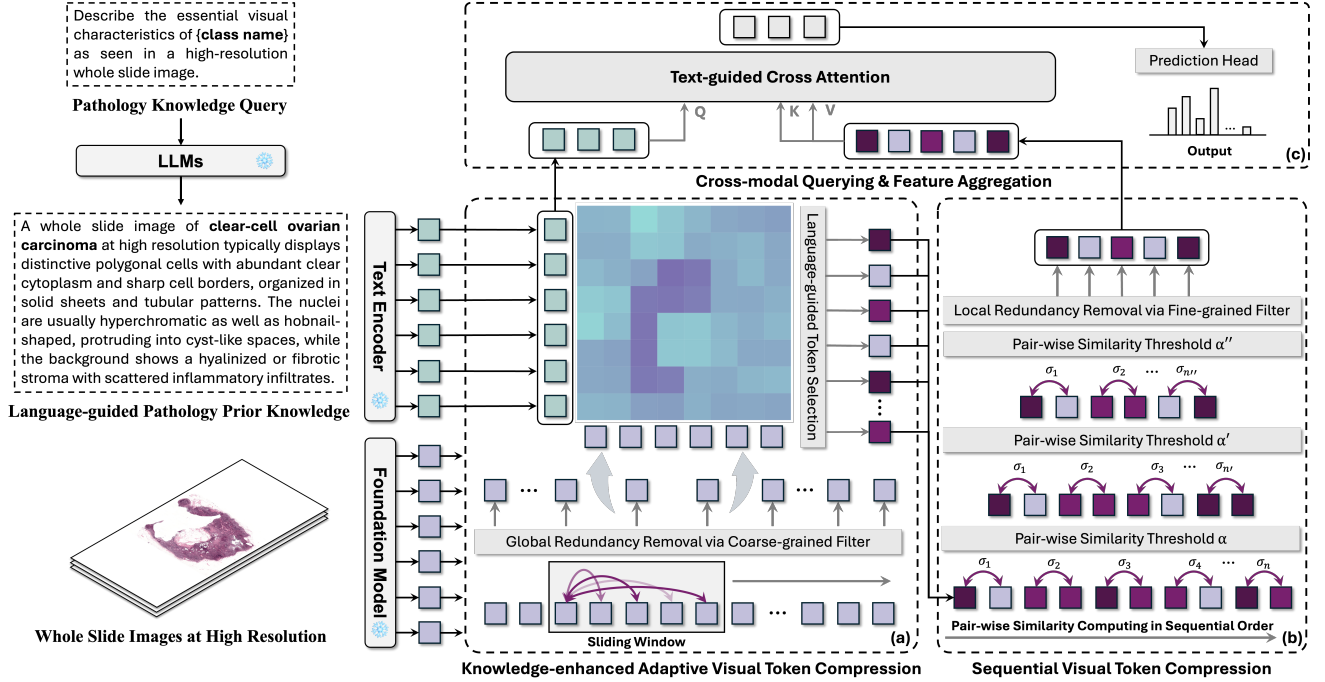 Describe the essential visual
characteristics of {class name}
as seen in a high-resolution
whole slide image.
Pathology Knowledge Query
LLMs
A whole slide image of clear-cell ovarian
carcinoma at high resolution typically displays
distinctive polygonal cells with abundant clear
cytoplasm and sharp cell borders, organized in
solid sheets and tubular patterns. The nuclei
are usually hyperchromatic as well as hobnail-
shaped, protruding into cyst-like spaces, while
the background shows a hyalinized or fibrotic
stroma with scattered inflammatory infiltrates.
Language-guided Pathology Prior Knowledge
Whole Slide Images at High Resolution
Text Encoder
Foundation Model
Text-guided Cross Attention
Q
K
V
Prediction Head
...
Output
(c)
Cross-modal Querying & Feature Aggregation
Language-guided Token Selection
...
... ...
Global Redundancy Removal via Coarse-grained Filter
...
Sliding Window
(a)
Knowledge-enhanced Adaptive Visual Token Compression
Local Redundancy Removal via Fine-grained Filter
Pair-wise Similarity Threshold α′′
σ1 σ2 ... σn′′
Pair-wise Similarity Threshold α′
σ1 σ2 σ3 ... σn′
Pair-wise Similarity Threshold α
σ1 σ2 σ3 σ4 ... σn
Pair-wise Similarity Computing in Sequential Order
(b)
Sequential Visual Token Compression